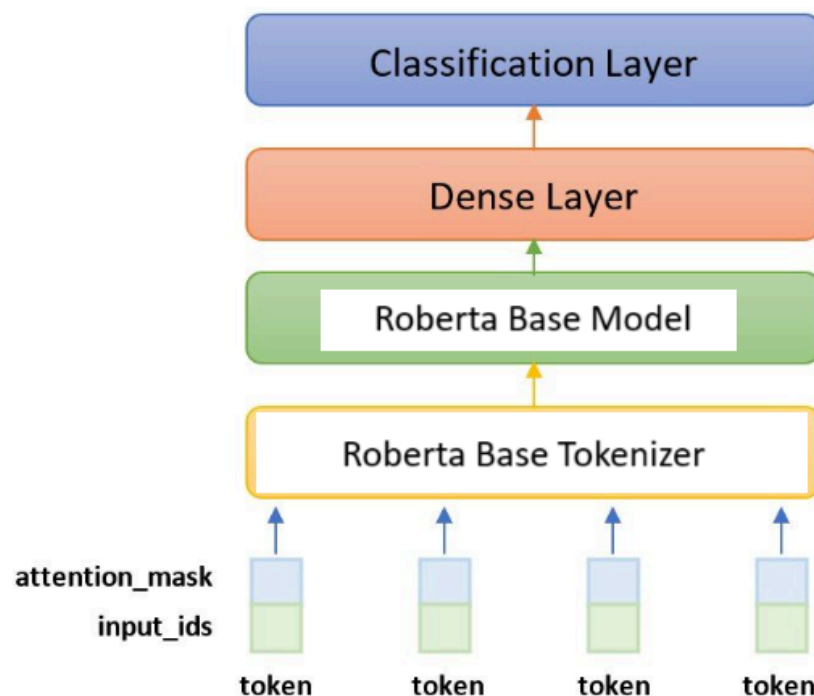 Classification Layer
Dense Layer
Roberta Base Model
Roberta Base Tokenizer
attention_mask
input_ids
token token token token